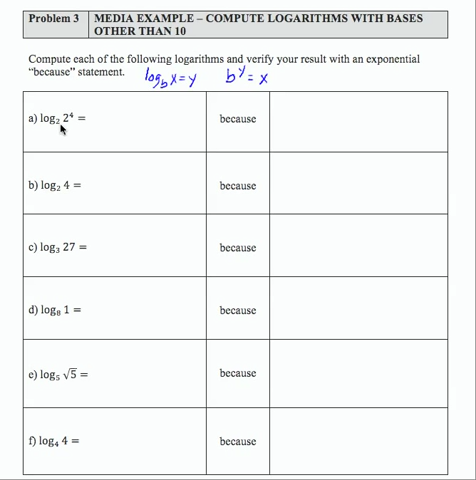 Problem 3 MEDIA EXAMPLE – COMPUTE LOGARITHMS WITH BASES
OTHER THAN 10
Compute each of the following logarithms and verify your result with an exponential
“because” statement. log_b x = y b^y = x
a) log₂ 2⁴ = because
b) log₂ 4 = because
c) log₃ 27 = because
d) log₈ 1 = because
e) log₅ √5 = because
f) log₄ 4 = because